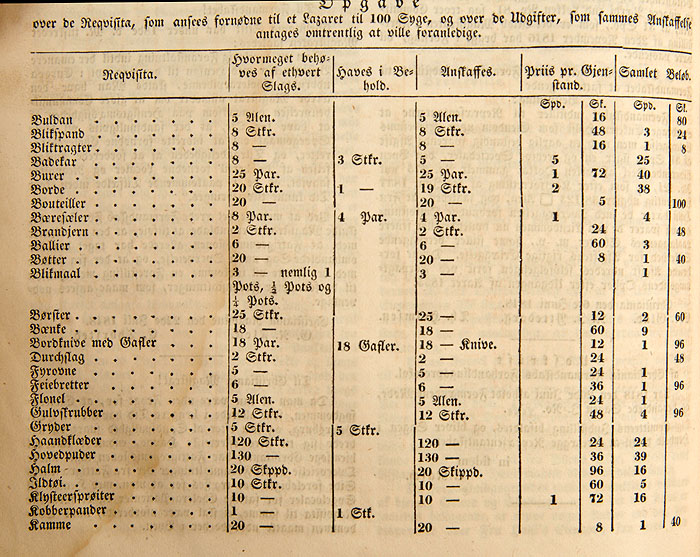 Opgave
over de Reqvisita, som ansees fornødne til et Lazaret til 100 Syge, og over de Udgifter, som sammes Anskaffelse
antages omtrentlig at ville foranledige.
Reqvisita. Hvormeget behøves af ethvert Slags. Haves i Behold. Anskaffes. Priis pr. Gjenstand. Samlet Beløb.
Spd. Sk. Spd. Sk.
Buldan 5 Alen. 5 Alen. 16 80
Blikspand 8 Stkr. 8 Stkr. 48 3 24
Bliktragter 8 — 8 — 16 1 8
Badekar 8 — 3 Stkr. 5 — 5 25
Burer 25 Par. 25 Par. 1 72 40
Borde 20 Stkr. 1 — 19 Stkr. 2 38
Bouteiller 20 — 20 — 5 100
Bæresæler 8 Par. 4 Par. 4 Par. 1 4
Brandjern 2 Stkr. 2 Stkr. 24 48
Ballier 6 — 6 — 60 3
Bøtter 20 — 20 — 8 1 40
Blikmaal 3 — nemlig 1 3 — 1
Pots, ½ Pots og
¼ Pots.
Børster 25 Stkr. 25 — 12 2 60
Bænke 18 — 18 — 60 9
Bordknive med Gafler 18 Par. 18 Gafler. 18 — Knive. 12 1 96
Durchslag 2 Stkr. 2 — 24 48
Fyrovne 5 — 5 — 24 1
Feiebretter 6 — 6 — 36 1 96
Flonel 5 Alen. 5 Alen. 24 1
Gulvskrubber 12 Stkr. 12 Stkr. 48 4 96
Gryder 5 Stkr. 5 Stkr.
Haandklæder 120 Stkr. 120 — 24 24
Hovedpuder 130 — 130 — 36 39
Halm 20 Skppd. 20 Skippd. 96 16
Ildtøi 10 Stkr. 10 — 60 5
Klysteersprøiter 10 — 10 — 1 72 16
Kobberpander 1 — 1 Stk.
Kamme 20 — 20 — 8 1 40